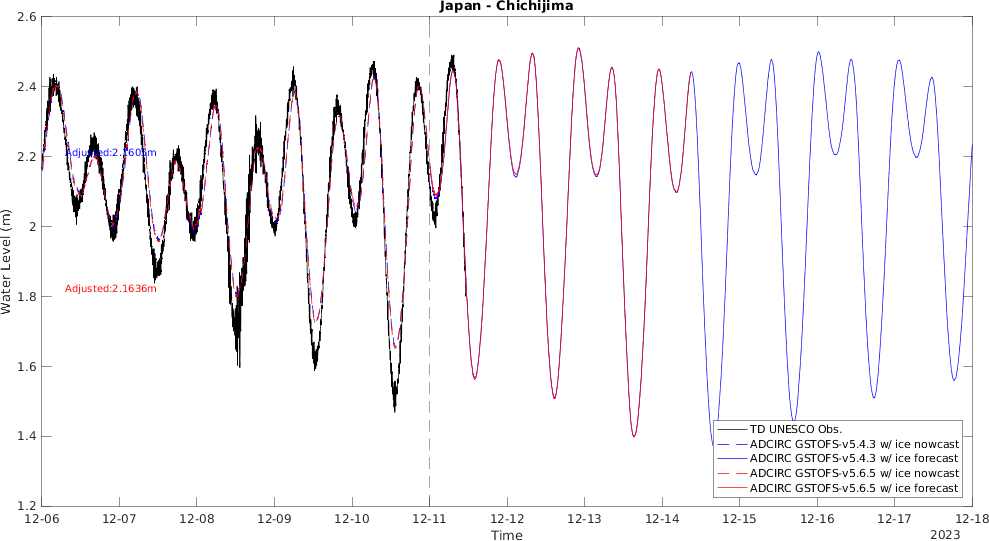 Japan - Chichijima
2.6
2.4
2.2
2
1.8
1.6
1.4
1.2
Water Level (m)
Adjusted:2.1605m
Adjusted:2.1636m
TD UNESCO Obs.
ADCIRC GSTOFS-v5.4.3 w/ ice nowcast
ADCIRC GSTOFS-v5.4.3 w/ ice forecast
ADCIRC GSTOFS-v5.6.5 w/ ice nowcast
ADCIRC GSTOFS-v5.6.5 w/ ice forecast
12-06 12-07 12-08 12-09 12-10 12-11 12-12 12-13 12-14 12-15 12-16 12-17 12-18
Time
2023